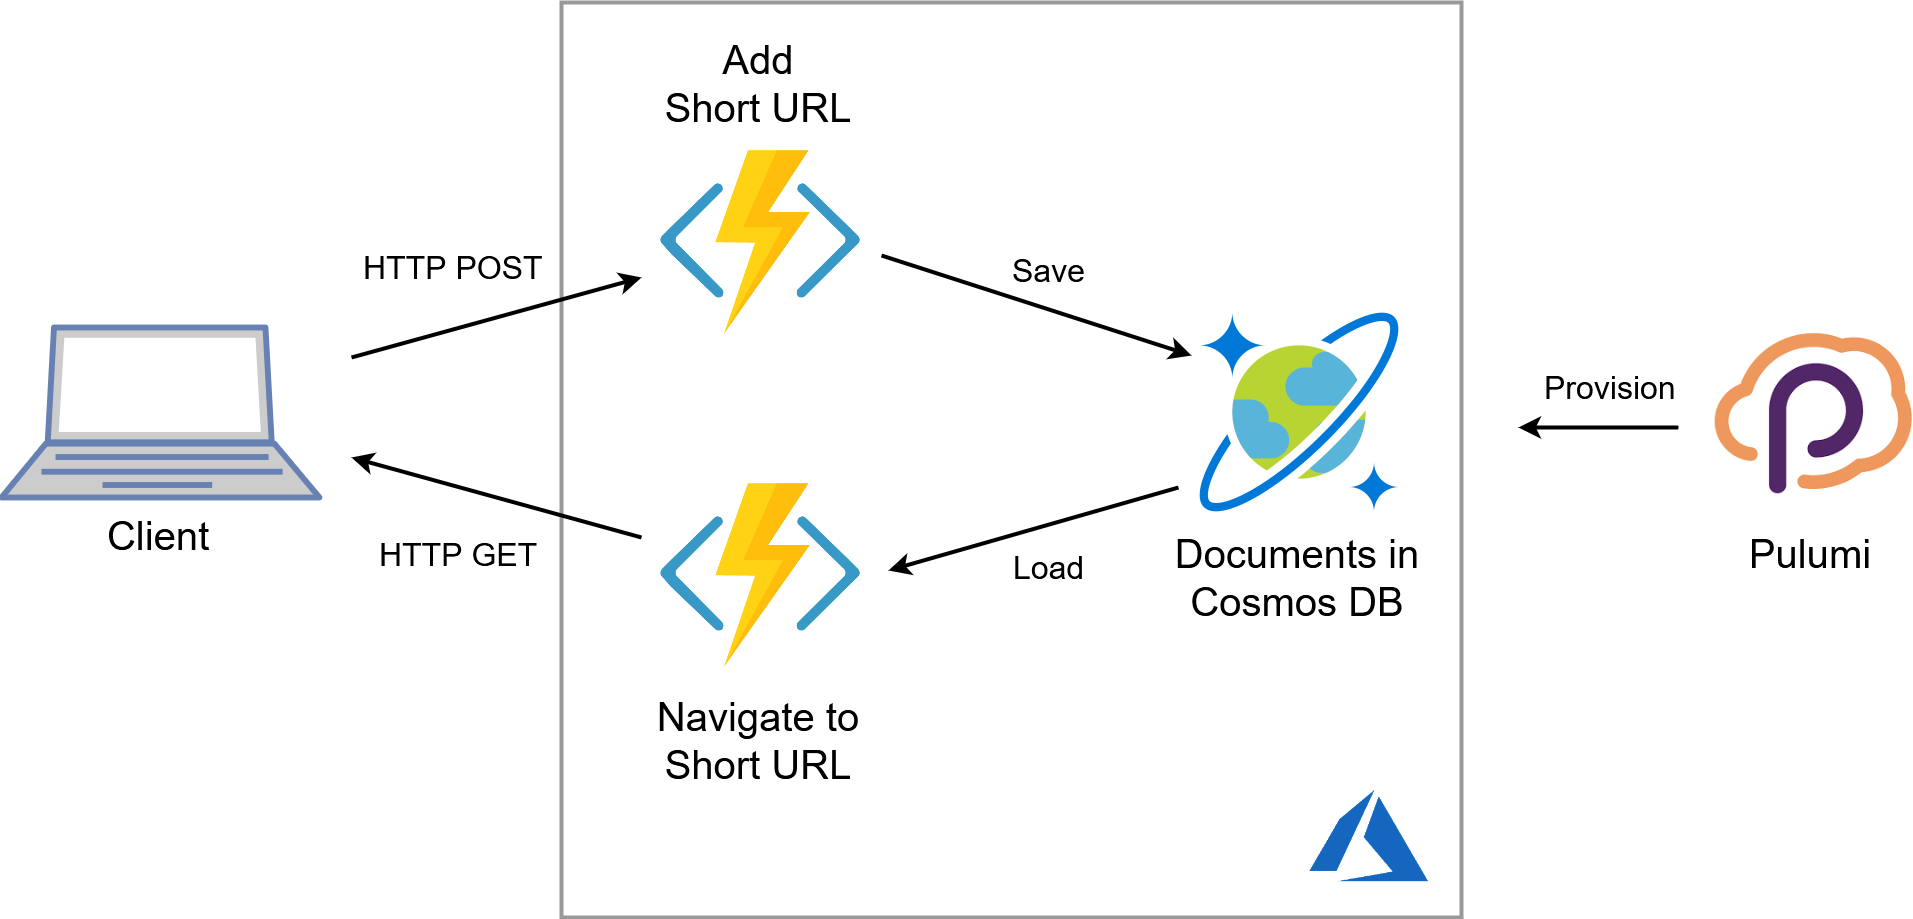 Add
Short URL
HTTP POST
Save
Provision
Client
HTTP GET
Load
Documents in
Cosmos DB
Pulumi
Navigate to
Short URL